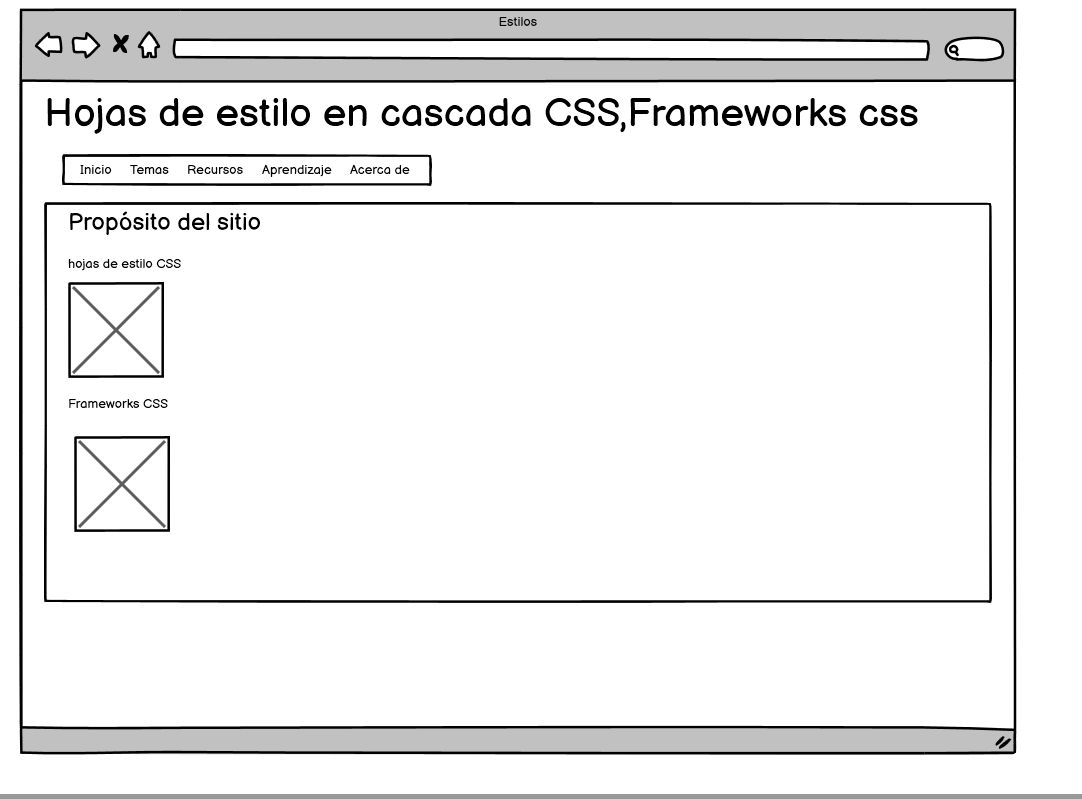 Estilos
Hojas de estilo en cascada CSS,Frameworks css
Inicio Temas Recursos Aprendizaje Acerca de
Propósito del sitio
hojas de estilo CSS
Frameworks CSS